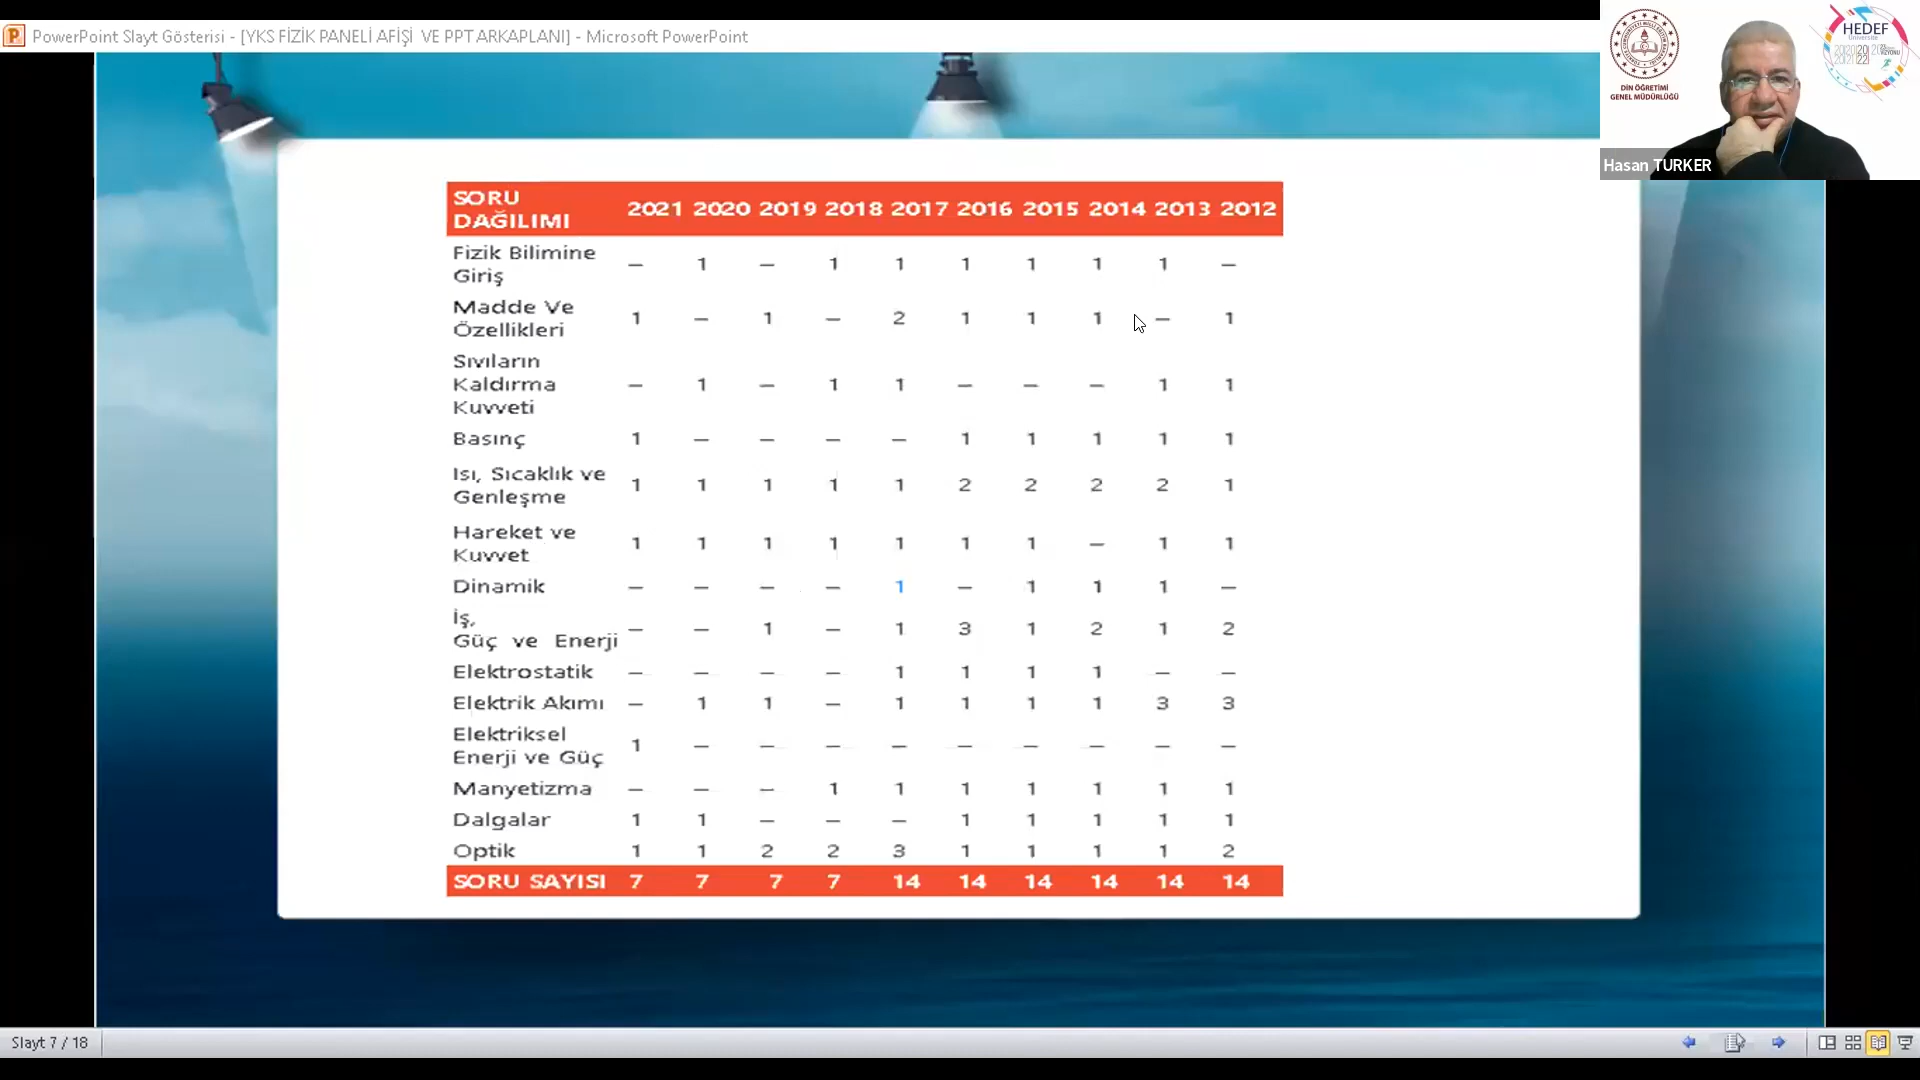 PowerPoint Slayt Gösterisi - [YKS FİZİK PANELİ AFİŞİ VE PPT ARKAPLANI] - Microsoft PowerPoint
DİN ÖĞRETİMİ
GENEL MÜDÜRLÜĞÜ
HEDEF
Hasan TURKER
SORU
DAĞILIMI 2021 2020 2019 2018 2017 2016 2015 2014 2013 2012
Fizik Bilimine
Giriş – 1 – 1 1 1 1 1 1 –
Madde Ve
Özellikleri 1 – 1 – 2 1 1 1 – 1
Sıvıların
Kaldırma
Kuvveti – 1 – 1 1 – – – 1 1
Basınç 1 – – – – 1 1 1 1 1
Isı, Sıcaklık ve
Genleşme 1 1 1 1 1 2 2 2 2 1
Hareket ve
Kuvvet 1 1 1 1 1 1 1 – 1 1
Dinamik – – – – 1 – 1 1 1 –
İş,
Güç ve Enerji – – 1 – 1 3 1 2 1 2
Elektrostatik – – – – 1 1 1 1 – –
Elektrik Akımı – 1 1 – 1 1 1 1 3 3
Elektriksel
Enerji ve Güç 1 – – – – – – – – –
Manyetizma – – – 1 1 1 1 1 1 1
Dalgalar 1 1 – – – 1 1 1 1 1
Optik 1 1 2 2 3 1 1 1 1 2
SORU SAYISI 7 7 7 7 14 14 14 14 14 14
Slayt 7 / 18